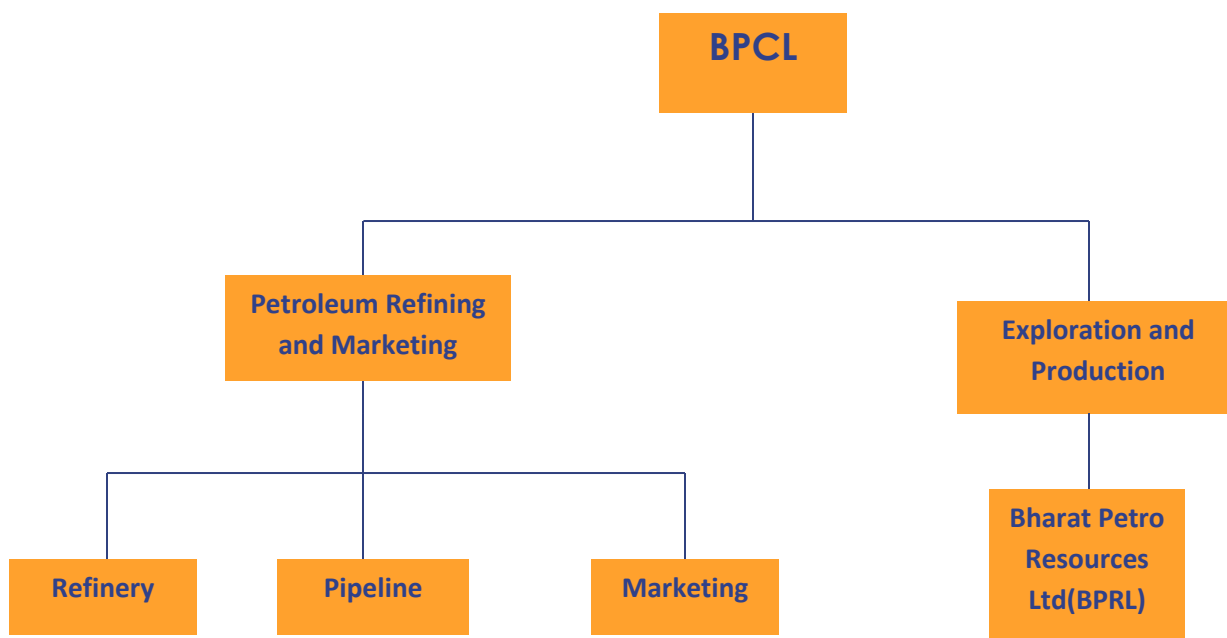 BPCL
Petroleum Refining
and Marketing
Exploration and
Production
Refinery
Pipeline
Marketing
Bharat Petro
Resources
Ltd(BPRL)